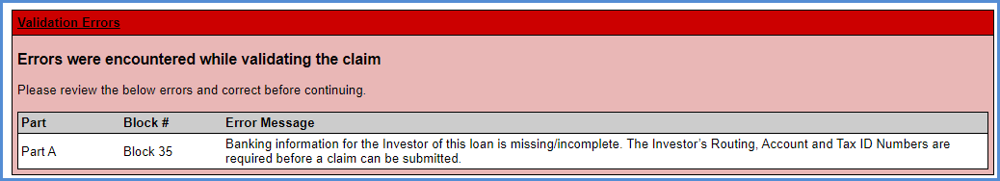 Validation Errors
Errors were encountered while validating the claim
Please review the below errors and correct before continuing.
Part Block # Error Message
Part A Block 35 Banking information for the Investor of this loan is missing/incomplete. The Investor's Routing, Account and Tax ID Numbers are
required before a claim can be submitted.